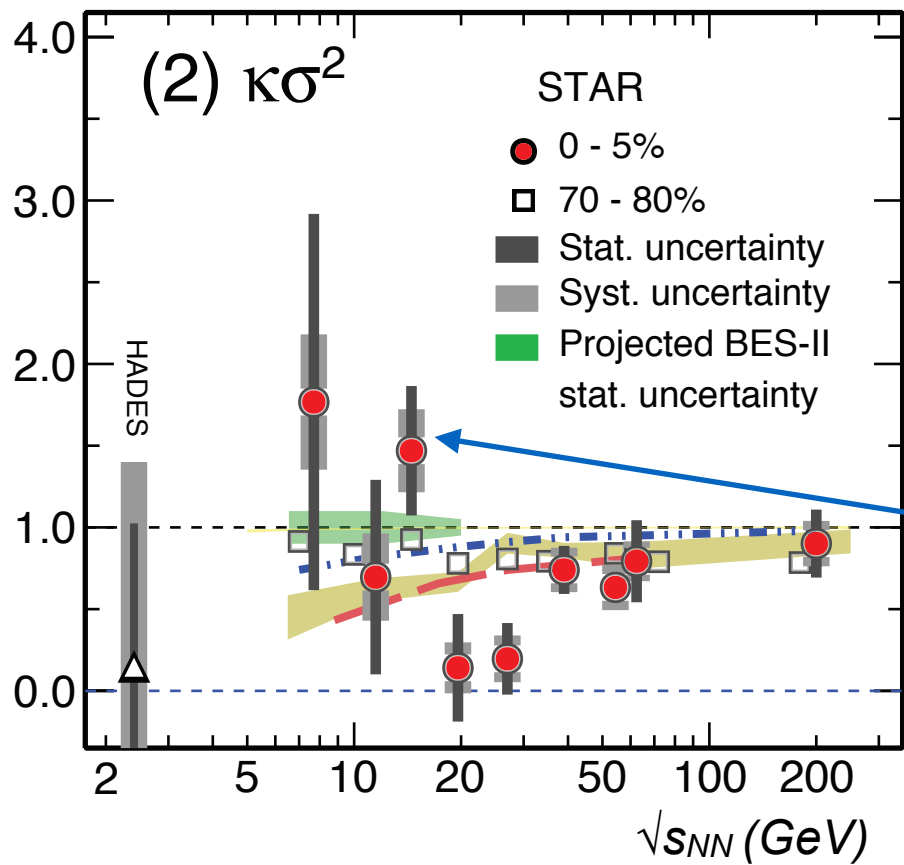 4.0
(2) κσ²
STAR
0 - 5%
3.0
70 - 80%
Stat. uncertainty
Syst. uncertainty
2.0
HADES
Projected BES-II
stat. uncertainty
1.0
0.0
2 5 10 20 50 100 200
√sNN (GeV)